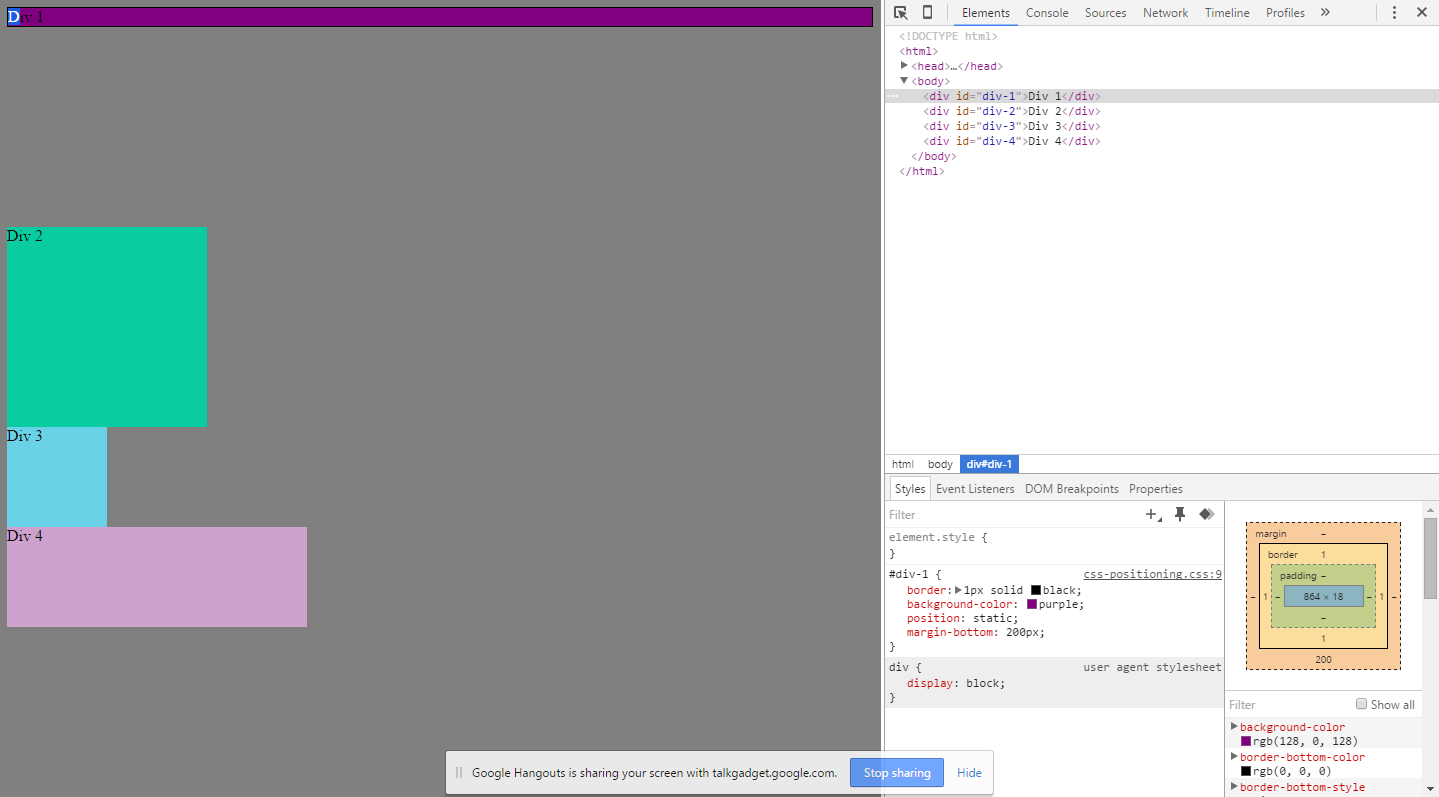 Div 1
Div 2
Div 3
Div 4
Elements Console Sources Network Timeline Profiles »
<!DOCTYPE html>
<html>
<head>…</head>
<body>
<div id="div-1">Div 1</div>
<div id="div-2">Div 2</div>
<div id="div-3">Div 3</div>
<div id="div-4">Div 4</div>
</body>
</html>
html body div#div-1
Styles Event Listeners DOM Breakpoints Properties
Filter
element.style {
}
#div-1 { css-positioning.css:9
border: 1px solid black;
background-color: purple;
position: static;
margin-bottom: 200px;
}
div { user agent stylesheet
display: block;
}
margin –
border 1
padding –
– 1 – 864 × 18 – 1 –
–
1
200
Filter Show all
background-color
rgb(128, 0, 128)
border-bottom-color
rgb(0, 0, 0)
border-bottom-style
Google Hangouts is sharing your screen with talkgadget.google.com. Stop sharing Hide